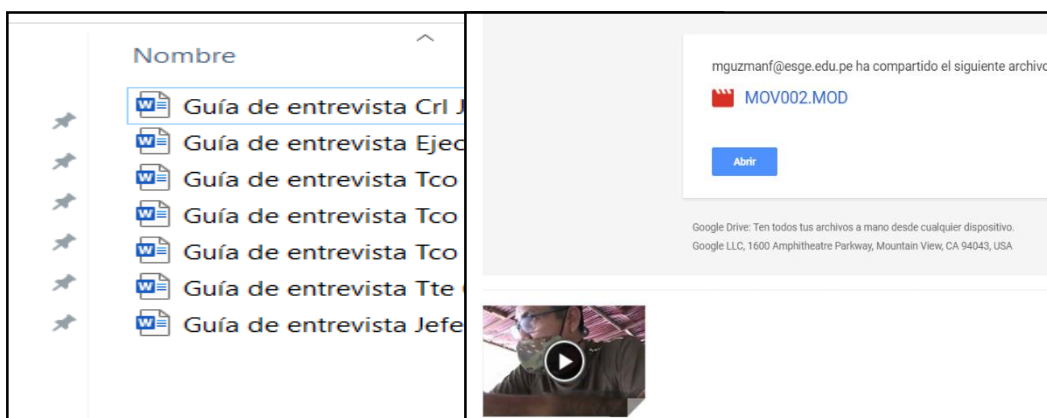 Nombre
Guía de entrevista Crl J
Guía de entrevista Ejec
Guía de entrevista Tco
Guía de entrevista Tco
Guía de entrevista Tco
Guía de entrevista Tte
Guía de entrevista Jefe
mguzmanf@esge.edu.pe ha compartido el siguiente archivo
MOV002.MOD
Abrir
Google Drive: Ten todos tus archivos a mano desde cualquier dispositivo.
Google LLC, 1600 Amphitheatre Parkway, Mountain View, CA 94043, USA